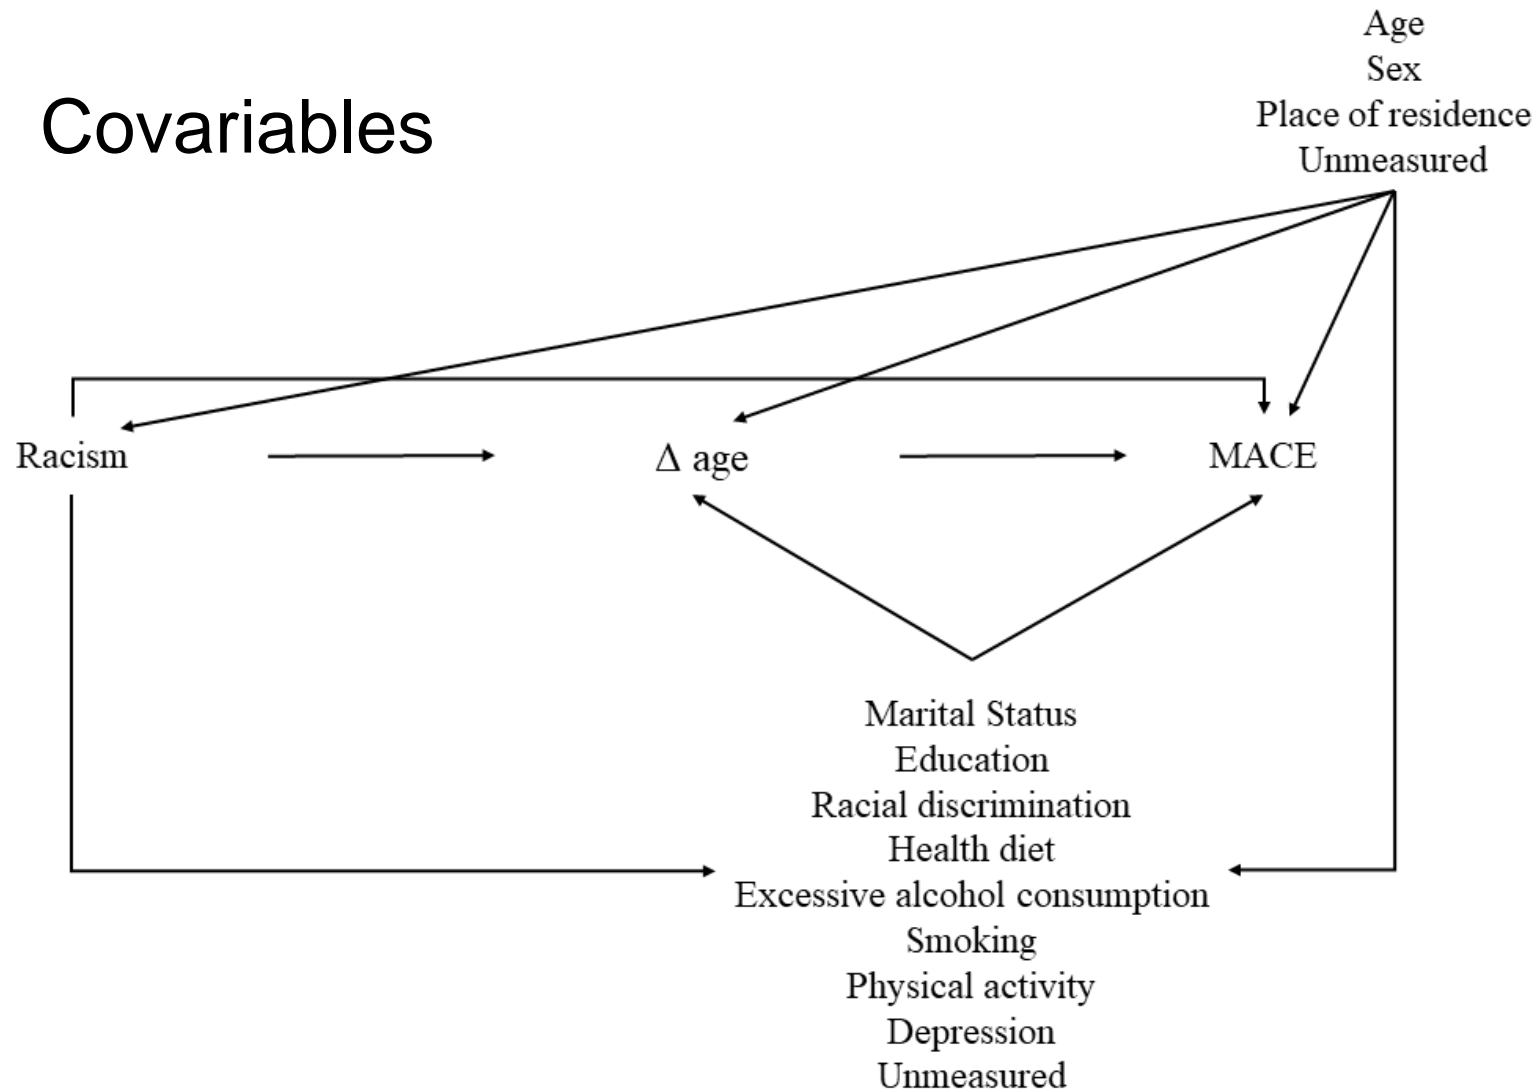 Covariables
Age
Sex
Place of residence
Unmeasured
Racism
Δ age
MACE
Marital Status
Education
Racial discrimination
Health diet
Excessive alcohol consumption
Smoking
Physical activity
Depression
Unmeasured